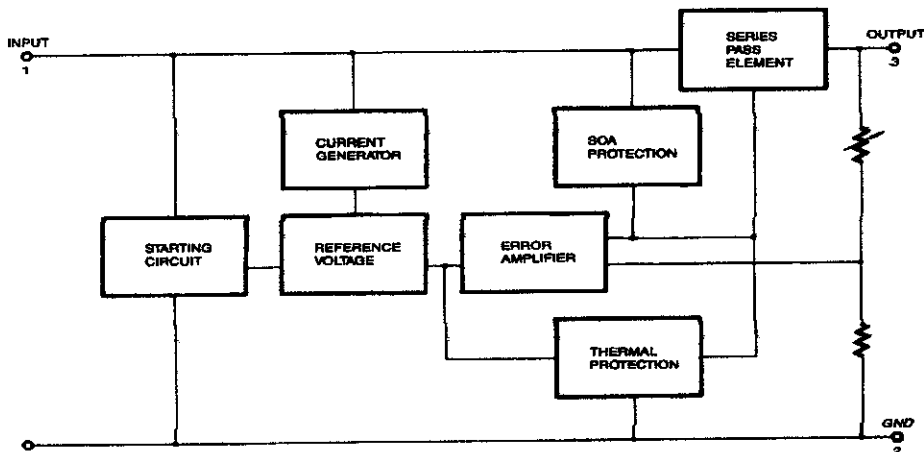 INPUT
1
SERIES
PASS
ELEMENT
OUTPUT
3
CURRENT
GENERATOR
SOA
PROTECTION
STARTING
CIRCUIT
REFERENCE
VOLTAGE
ERROR
AMPLIFIER
THERMAL
PROTECTION
GND
2